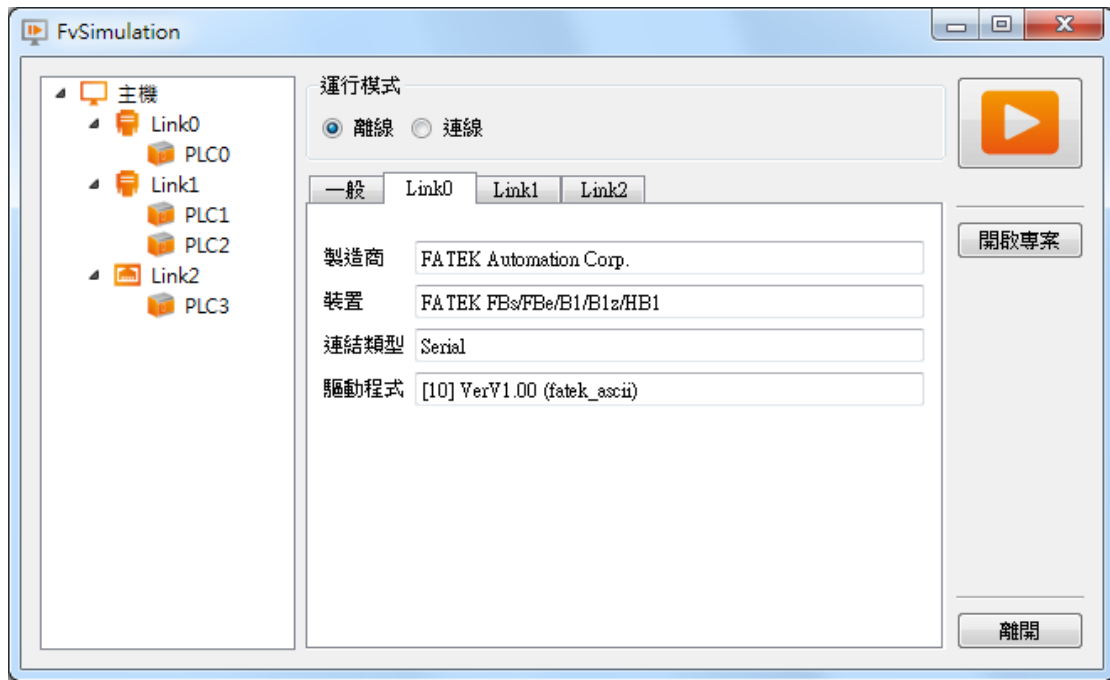 FvSimulation
主機
Link0
PLC0
Link1
PLC1
PLC2
Link2
PLC3
運行模式
離線 連線
一般 Link0 Link1 Link2
製造商 FATEK Automation Corp.
裝置 FATEK FBs/FBe/B1/B1z/HB1
連結類型 Serial
驅動程式 [10] VerV1.00 (fatek_ascii)
開啟專案
離開